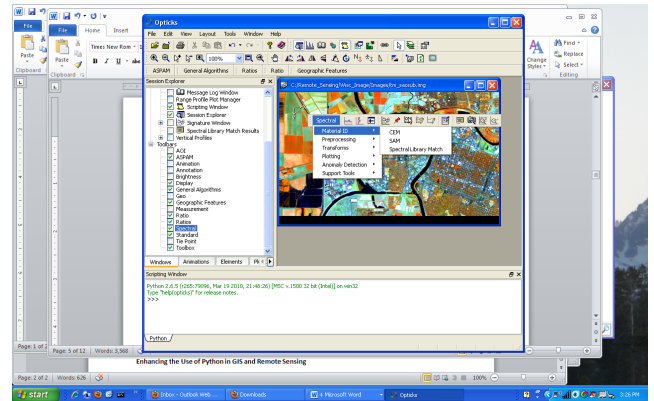 File
Home
Insert
Times New Rom
Paste
Clipboard
Find
Replace
Select
Change Styles
Editing
Opticks
File Edit View Layout Tools Window Help
100%
ASPAM General Algorithms Ratios Ratio Geographic Features
Session Explorer
Message Log Window
Range Profile Plot Manager
Scripting Window
Session Explorer
Signature Window
Spectral Library Match Results
Vertical Profiles
Toolbars
AOI
ASPAM
Animation
Annotation
Brightness
Display
General Algorithms
Geo
Geographic Features
Measurement
Ratio
Ratios
Spectral
Standard
Tie Point
Toolbox
Windows Animations Elements
Spectral
Material ID
Preprocessing
Transforms
Plotting
Anomaly Detection
Support Tools
CEM
SAM
Spectral Library Match
Scripting Window
Python 2.6.5 (r265:79096, Mar 19 2010, 21:48:26) [MSC v.1500 32 bit (Intel)] on win32
Type "help(opticks)" for release notes.
>>>
Python
Page: 1 of 2
Page: 5 of 12 Words: 3,568
Enhancing the Use of Python in GIS and Remote Sensing
Page: 2 of 2 Words: 626
100%
start
Inbox - Outlook Web ...
Downloads
4 Microsoft Word
Opticks
3:26 PM